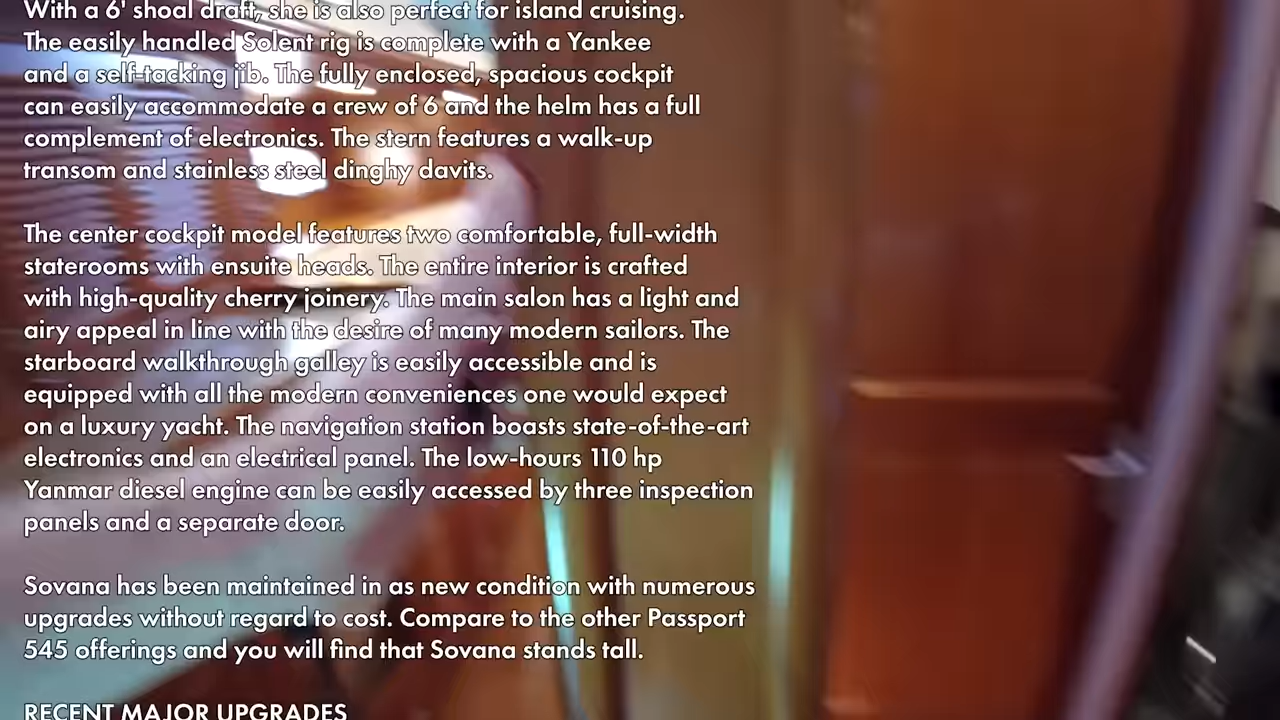 With a 6' shoal draft, she is also perfect for island cruising.
The easily handled Solent rig is complete with a Yankee
and a self-tacking jib. The fully enclosed, spacious cockpit
can easily accommodate a crew of 6 and the helm has a full
complement of electronics. The stern features a walk-up
transom and stainless steel dinghy davits.
The center cockpit model features two comfortable, full-width
staterooms with ensuite heads. The entire interior is crafted
with high-quality cherry joinery. The main salon has a light and
airy appeal in line with the desire of many modern sailors. The
starboard walkthrough galley is easily accessible and is
equipped with all the modern conveniences one would expect
on a luxury yacht. The navigation station boasts state-of-the-art
electronics and an electrical panel. The low-hours 110 hp
Yanmar diesel engine can be easily accessed by three inspection
panels and a separate door.
Sovana has been maintained in as new condition with numerous
upgrades without regard to cost. Compare to the other Passport
545 offerings and you will find that Sovana stands tall.
RECENT MAJOR UPGRADES